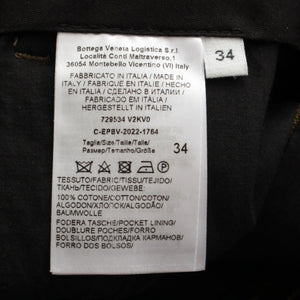 Bottega Veneta Logistica S.r.l.
Località Conti Maltraverso, 1
36054 Montebello Vicentino (VI) Italy
34
FABBRICATO IN ITALIA / MADE IN
ITALY / FABRIQUÉ EN ITALIE / HECHO
EN ITALIA / СДЕЛАНО В ИТАЛИИ /
FABRICADO EM ITÁLIA /
HERGESTELLT IN ITALIEN
729534 V2KV0
C-EPBV-2022-1764
Taglia/Size/Taille/Talla/
Размер/Tamanho/Größe
34
TESSUTO/FABRIC/TISSU/TEJIDO/
ТКАНЬ/TECIDO/GEWEBE:
100% COTONE/COTTON/COTON/
ALGODÓN/ХЛОПОК/ALGODÃO/
BAUMWOLLE
FODERA TASCHE/POCKET LINING/
DOUBLURE POCHES/FORRO
BOLSILLOS/ПОДКЛАДКА КАРМАНОВ/
FORRO DOS BOLSOS/